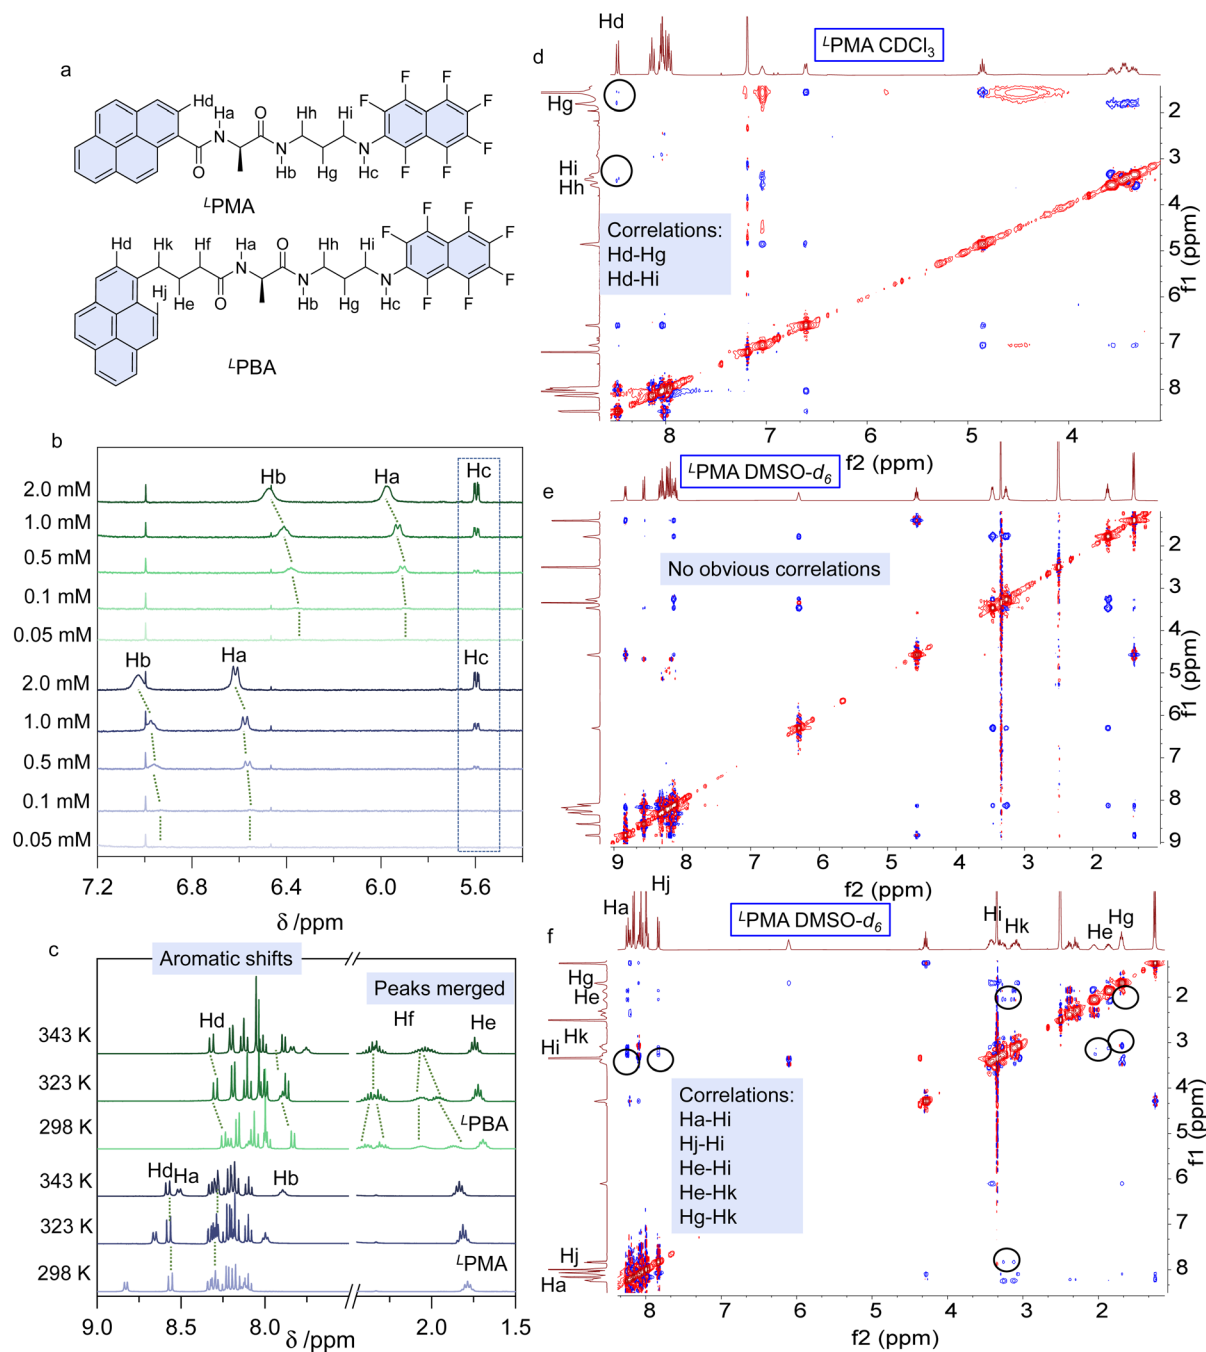 a
Hd
Ha
Hh
Hi
F
F
F
F
F
F
F
N
H
O
O
N
Hb
Hg
N
Hc
ᴸPMA
Hd
Hk
Hf
Ha
Hh
Hi
F
F
F
F
F
F
F
Hj
He
O
N
H
O
N
Hb
Hg
N
Hc
ᴸPBA
b
Hb
Ha
Hc
2.0 mM
1.0 mM
0.5 mM
0.1 mM
0.05 mM
Hb
Ha
Hc
2.0 mM
1.0 mM
0.5 mM
0.1 mM
0.05 mM
7.2 6.8 6.4 6.0 5.6
δ /ppm
c
Aromatic shifts
Peaks merged
Hd
Hf
He
343 K
323 K
ᴸPBA
298 K
Hd
Ha
Hb
343 K
323 K
ᴸPMA
298 K
9.0 8.5 8.0 2.0 1.5
δ /ppm
d
Hd
ᴸPMA CDCl₃
Hg
Hi
Hh
Correlations:
Hd-Hg
Hd-Hi
2
3
4
5
6
7
8
f1 (ppm)
8 7 6 5 4
f2 (ppm)
e
ᴸPMA DMSO-d₆
No obvious correlations
2
3
4
5
6
7
8
9
f1 (ppm)
9 8 7 6 5 4 3 2
f2 (ppm)
f
Hj
Ha
ᴸPMA DMSO-d₆
Hi
Hk
He
Hg
Hg
He
Hk
Hi
Correlations:
Ha-Hi
Hj-Hi
He-Hi
He-Hk
Hg-Hk
Hj
Ha
2
3
4
5
6
7
8
f1 (ppm)
8 7 6 5 4 3 2
f2 (ppm)